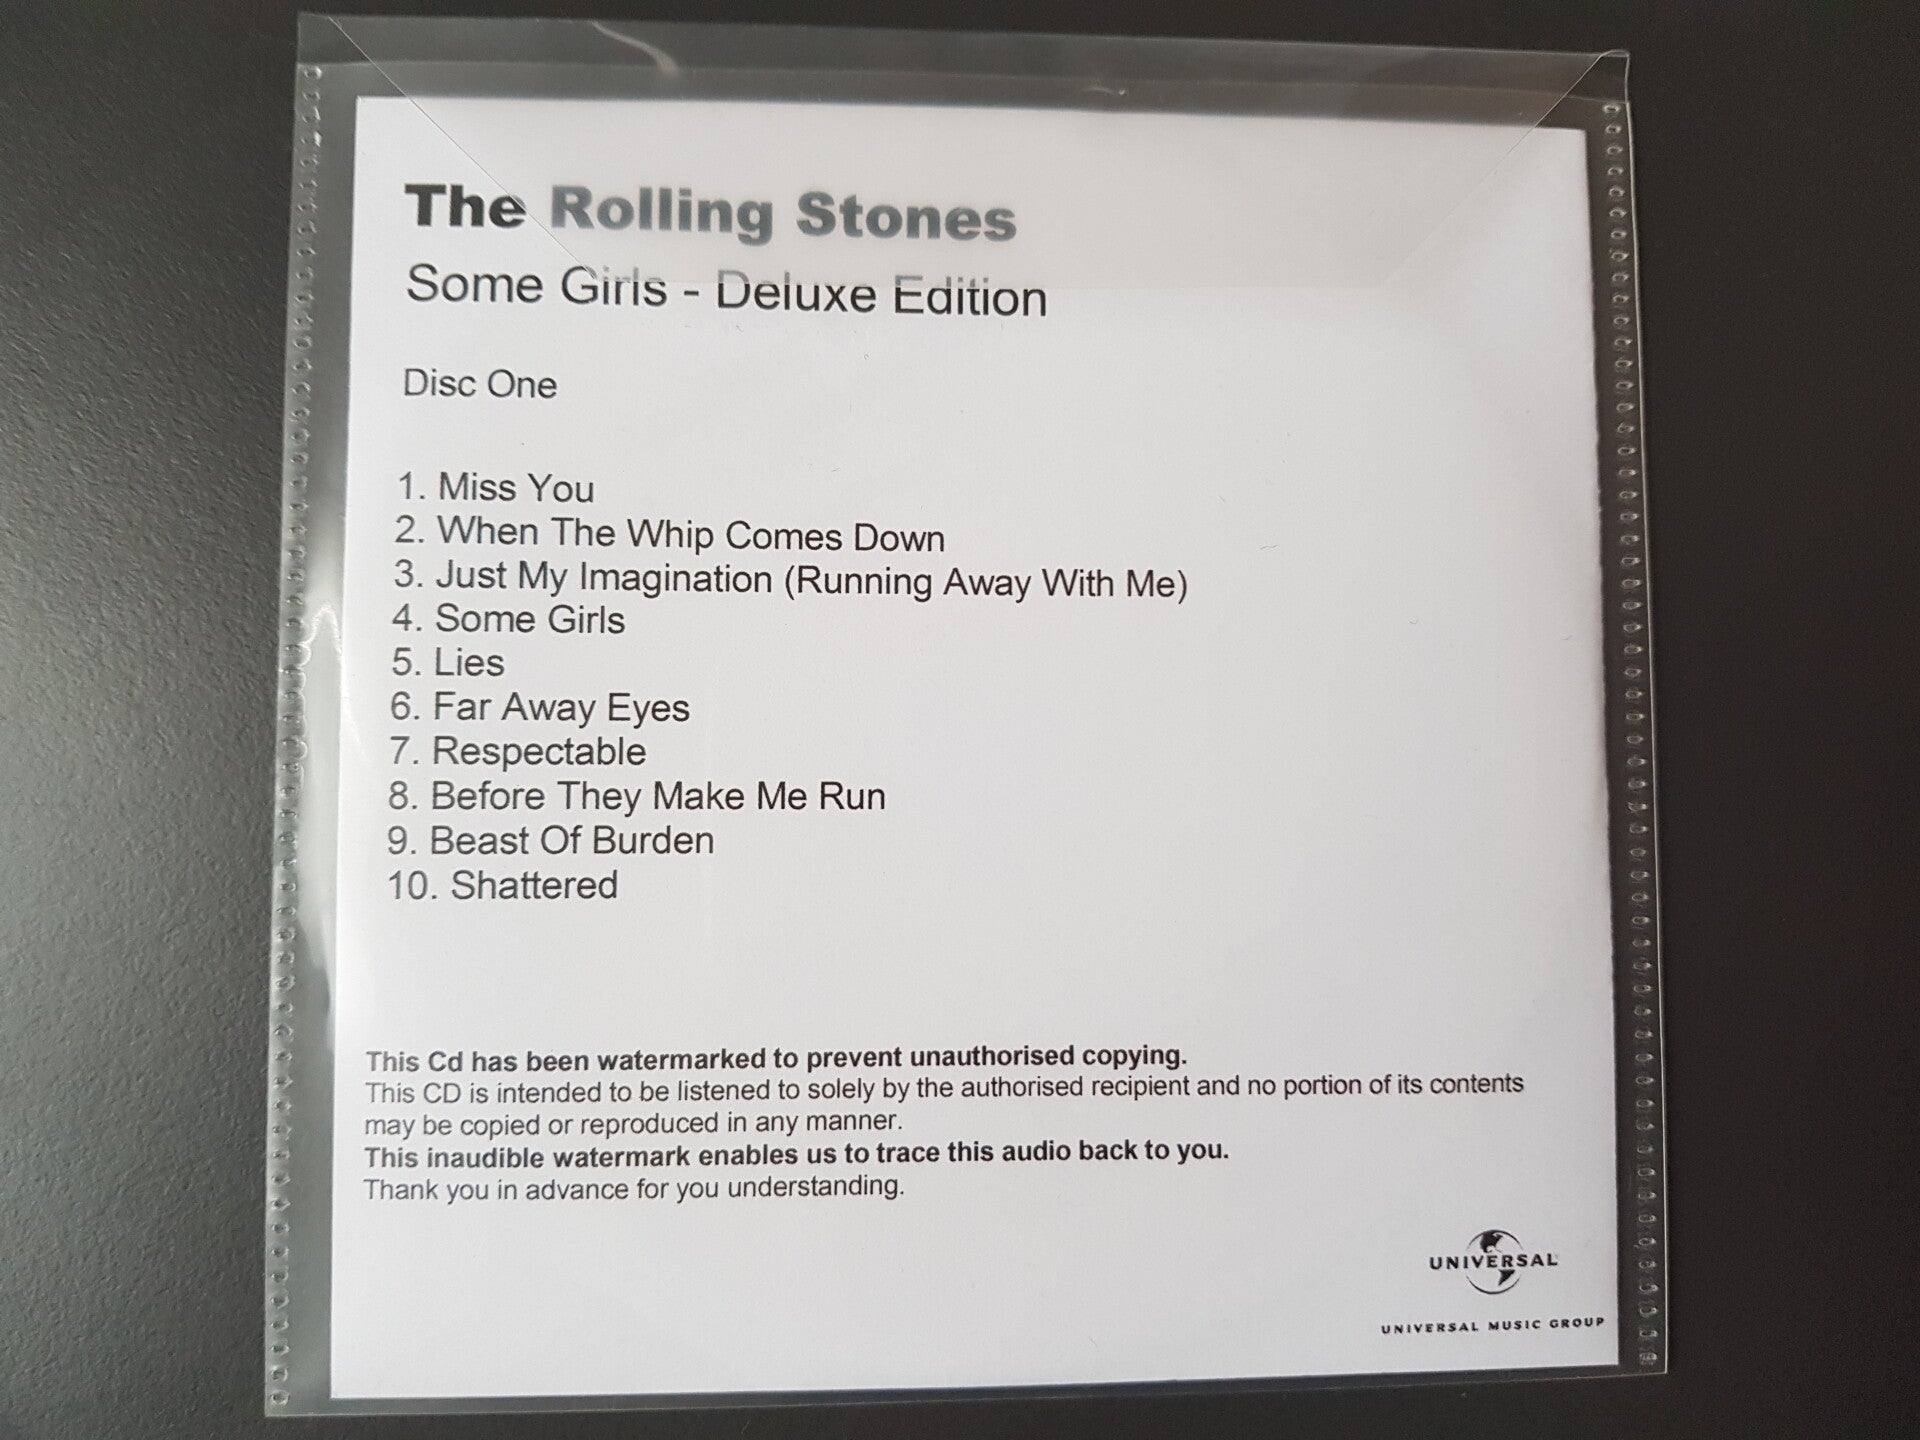 The Rolling Stones
Some Girls - Deluxe Edition
Disc One
1. Miss You
2. When The Whip Comes Down
3. Just My Imagination (Running Away With Me)
4. Some Girls
5. Lies
6. Far Away Eyes
7. Respectable
8. Before They Make Me Run
9. Beast Of Burden
10. Shattered
This Cd has been watermarked to prevent unauthorised copying.
This CD is intended to be listened to solely by the authorised recipient and no portion of its contents
may be copied or reproduced in any manner.
This inaudible watermark enables us to trace this audio back to you.
Thank you in advance for you understanding.
UNIVERSAL
UNIVERSAL MUSIC GROUP